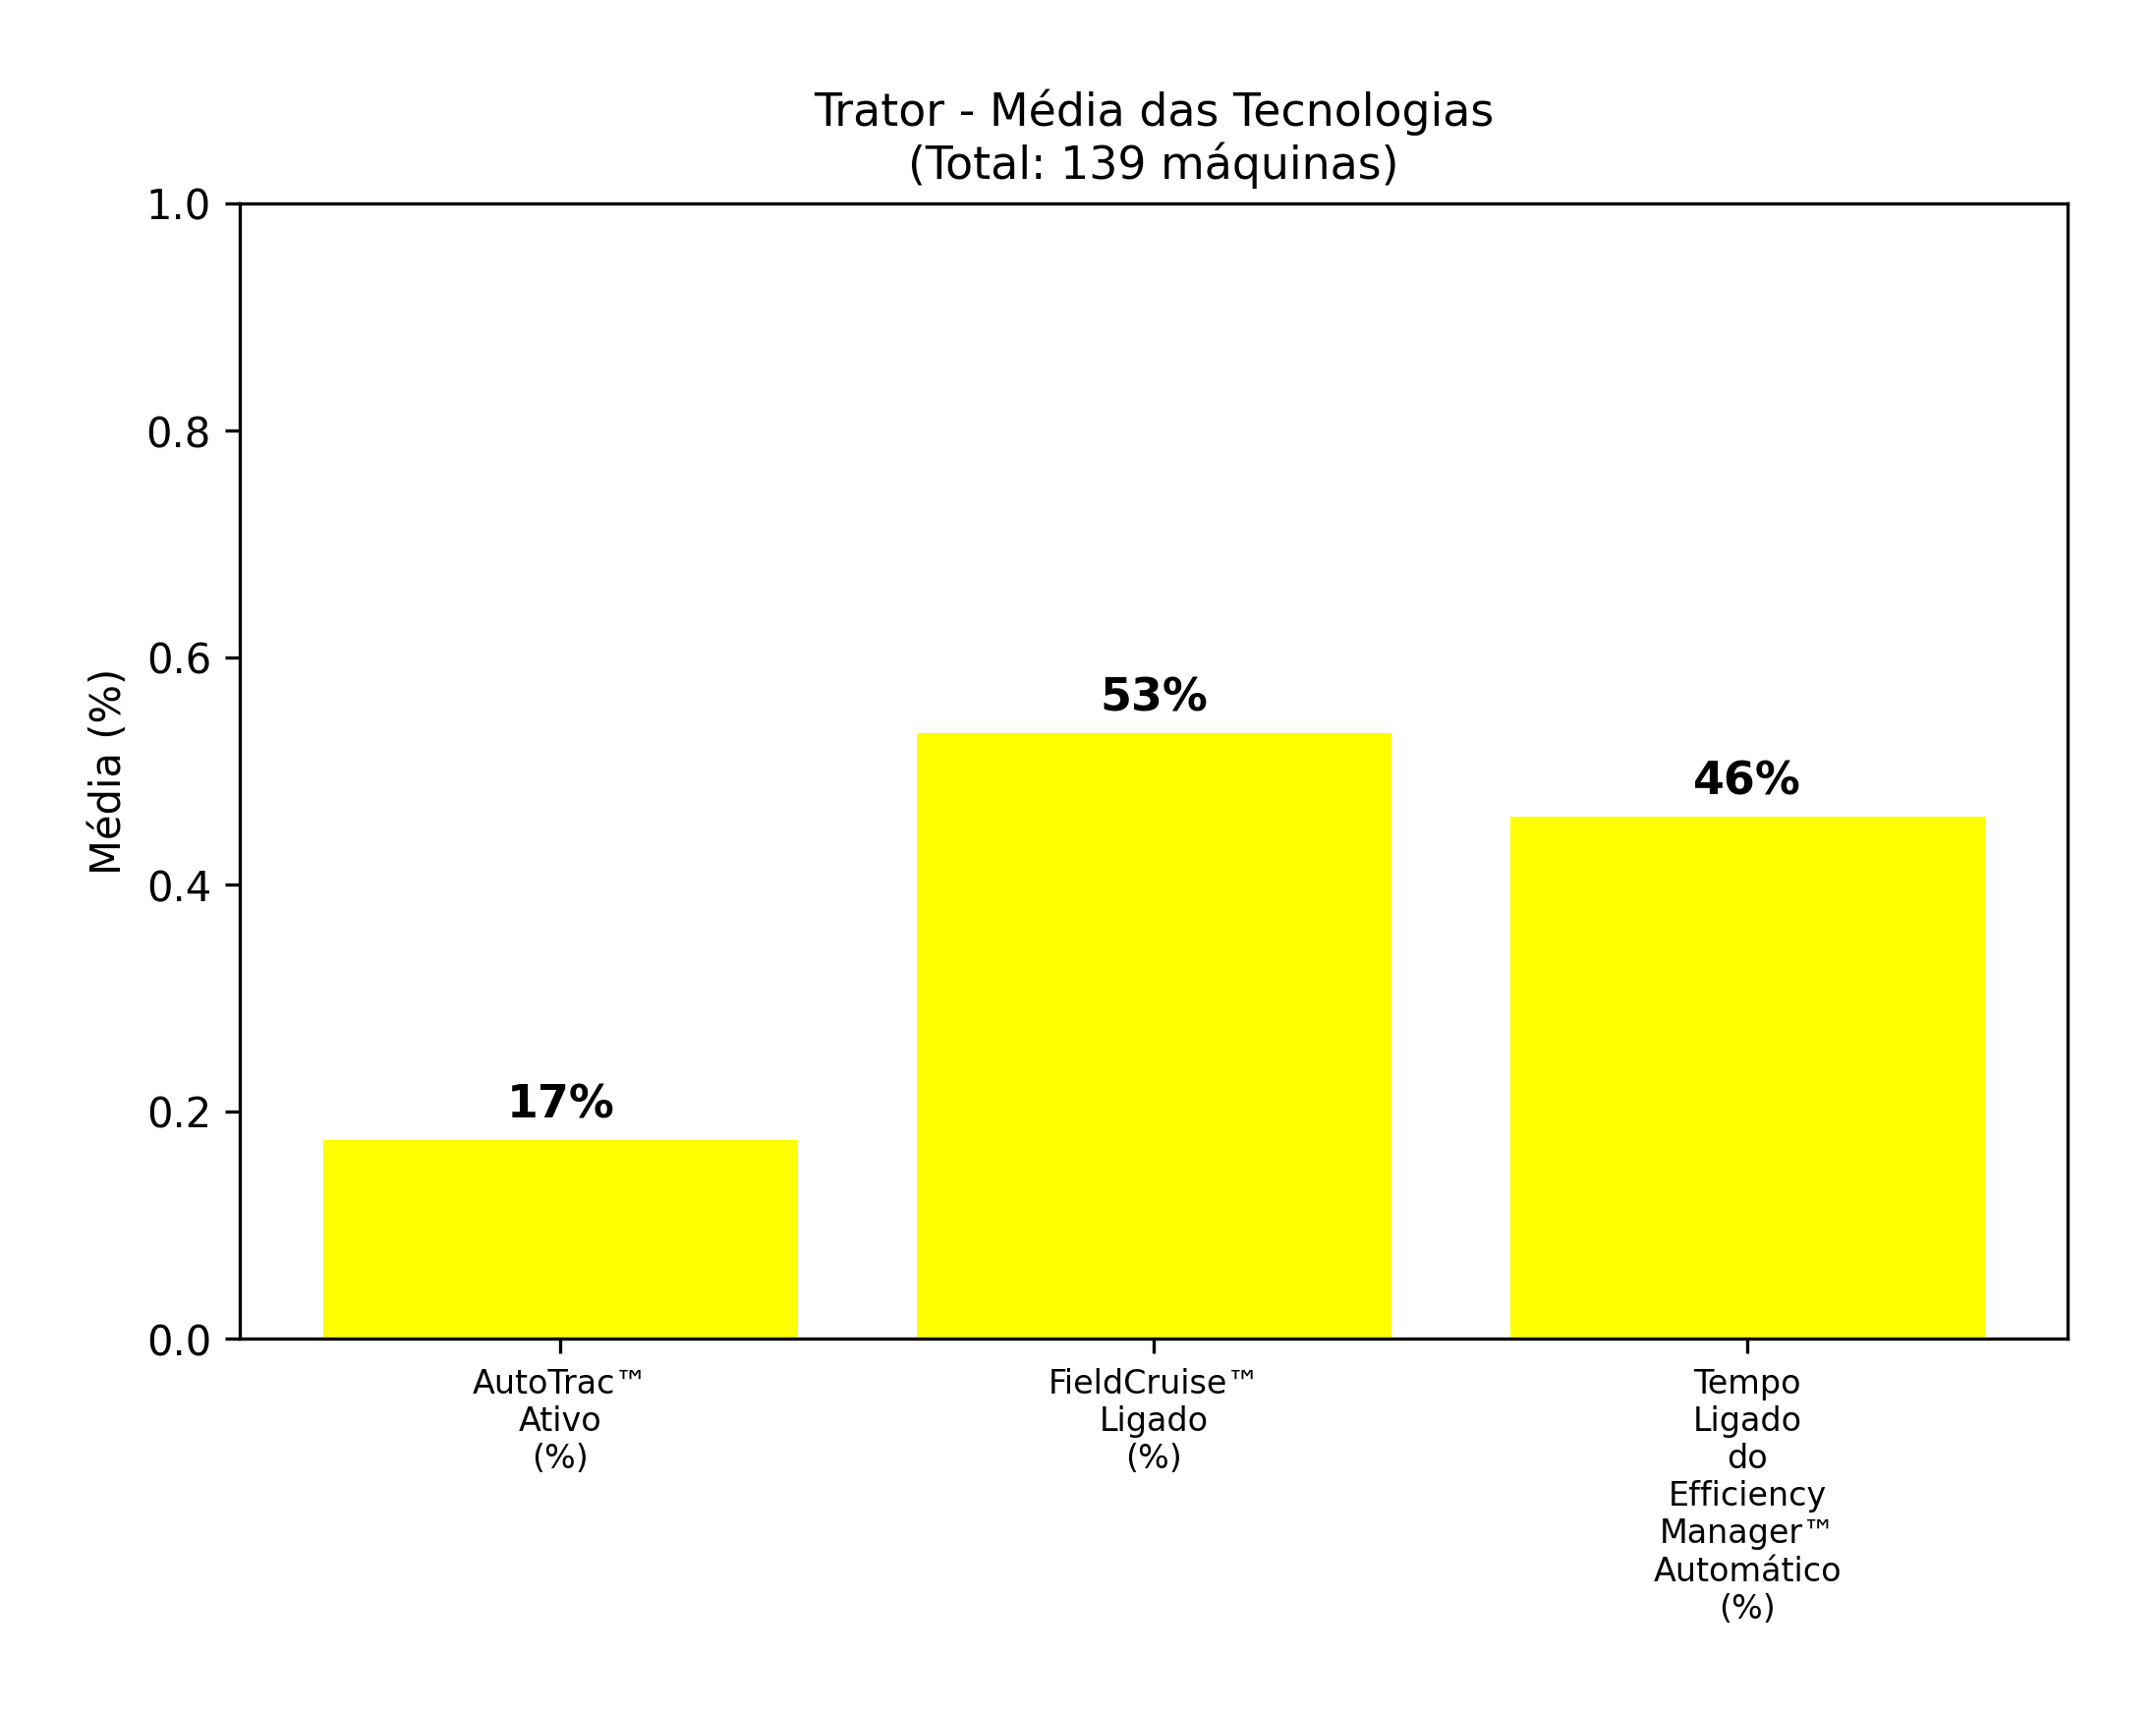 Trator - Média das Tecnologias
(Total: 139 máquinas)
Média (%)
1.0
0.8
0.6
0.4
0.2
0.0
17%
53%
46%
AutoTrac™
Ativo
(%)
FieldCruise™
Ligado
(%)
Tempo
Ligado
do
Efficiency
Manager™
Automático
(%)